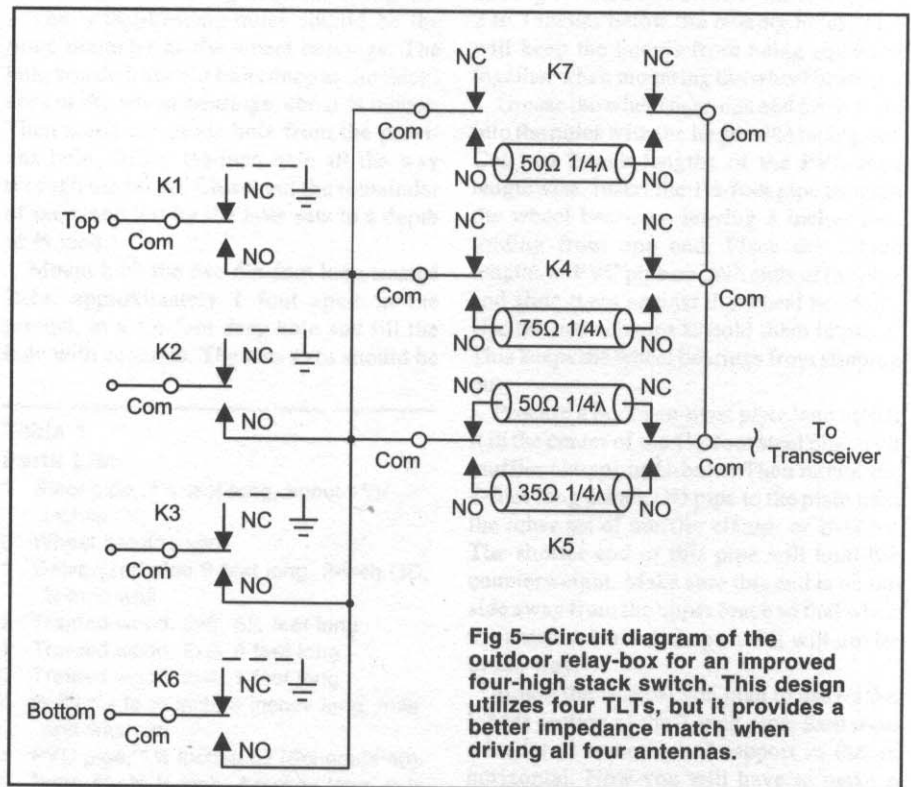 K1
NC
NO
Top
Com
K2
NC
NO
Com
K3
NC
NO
Com
K6
NC
NO
Bottom
Com
NC
K7
NC
Com
Com
NO
50Ω 1/4λ
NO
NC
K4
NC
Com
Com
NO
75Ω 1/4λ
NO
NC
50Ω 1/4λ
NC
Com
Com
To
Transceiver
NO
35Ω 1/4λ
NO
K5
Fig 5—Circuit diagram of the
outdoor relay-box for an improved
four-high stack switch. This design
utilizes four TLTs, but it provides a
better impedance match when
driving all four antennas.